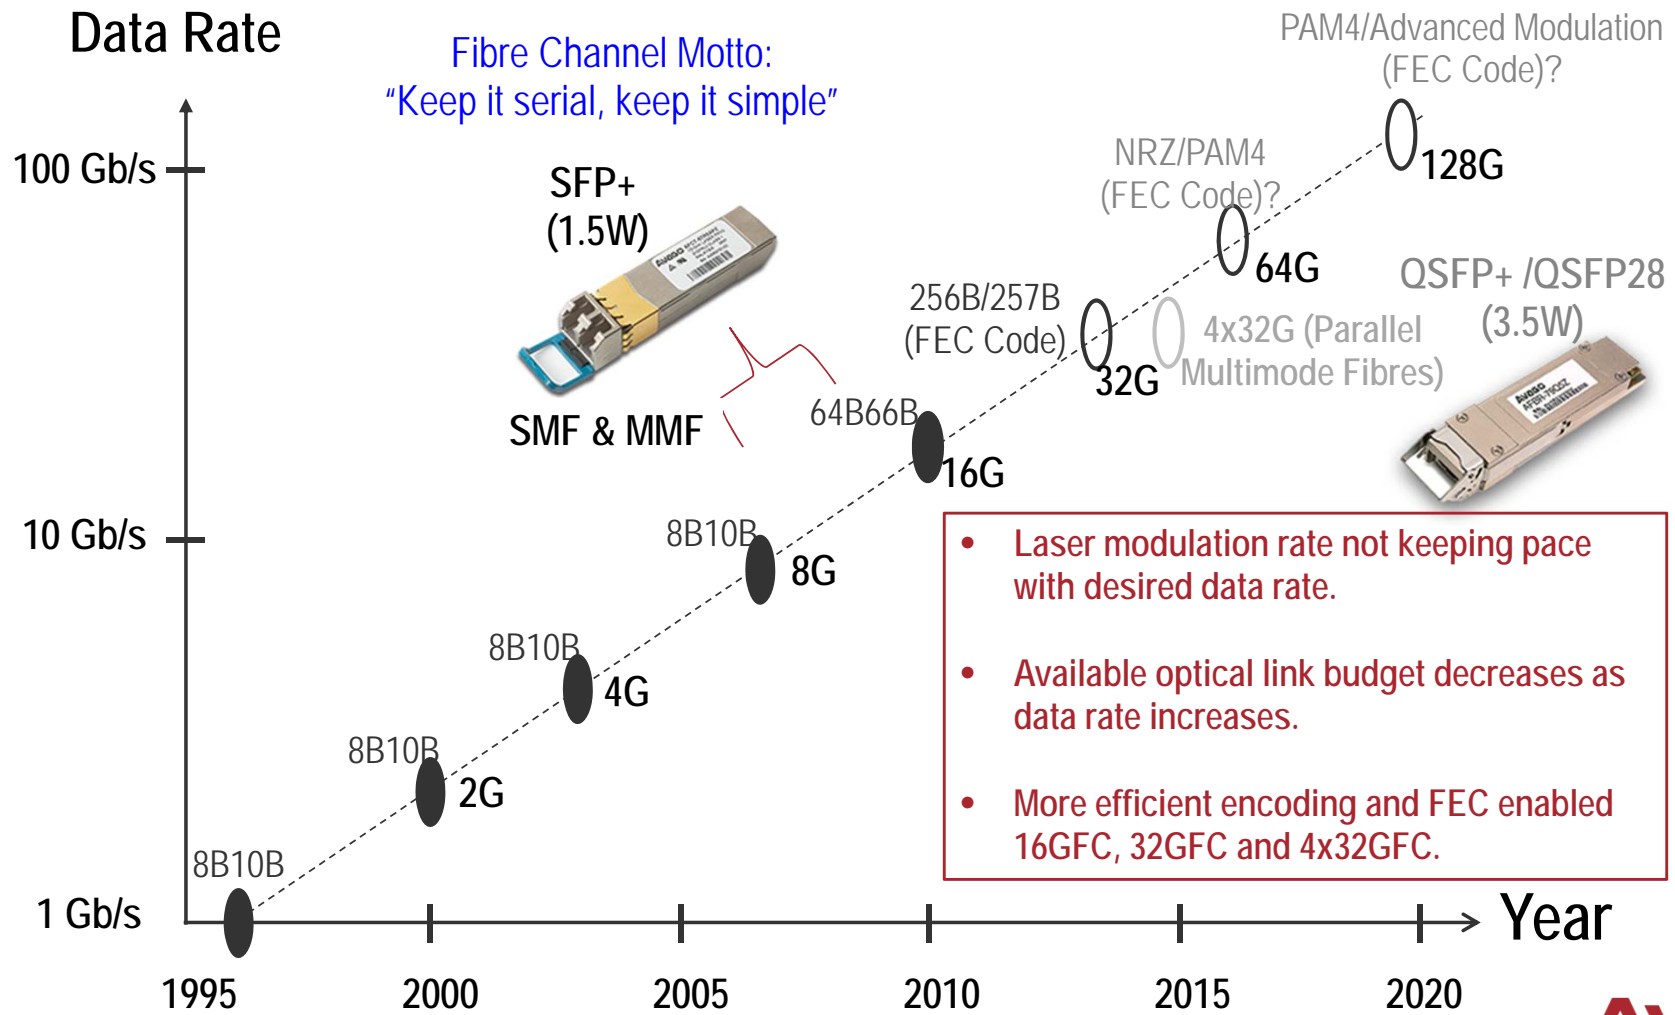 Data Rate
Fibre Channel Motto:
“Keep it serial, keep it simple”
PAM4/Advanced Modulation
(FEC Code)?
100 Gb/s
128G
NRZ/PAM4
(FEC Code)?
64G
SFP+
(1.5W)
Avago
SMF & MMF
256B/257B
(FEC Code)
32G
4x32G (Parallel
Multimode Fibres)
QSFP+ /QSFP28
(3.5W)
Avago
AFBR-79Q2Z
64B66B
16G
10 Gb/s
8B10B
8G
8B10B
4G
8B10B
2G
8B10B
1 Gb/s
• Laser modulation rate not keeping pace
with desired data rate.
• Available optical link budget decreases as
data rate increases.
• More efficient encoding and FEC enabled
16GFC, 32GFC and 4x32GFC.
Year
1995
2000
2005
2010
2015
2020